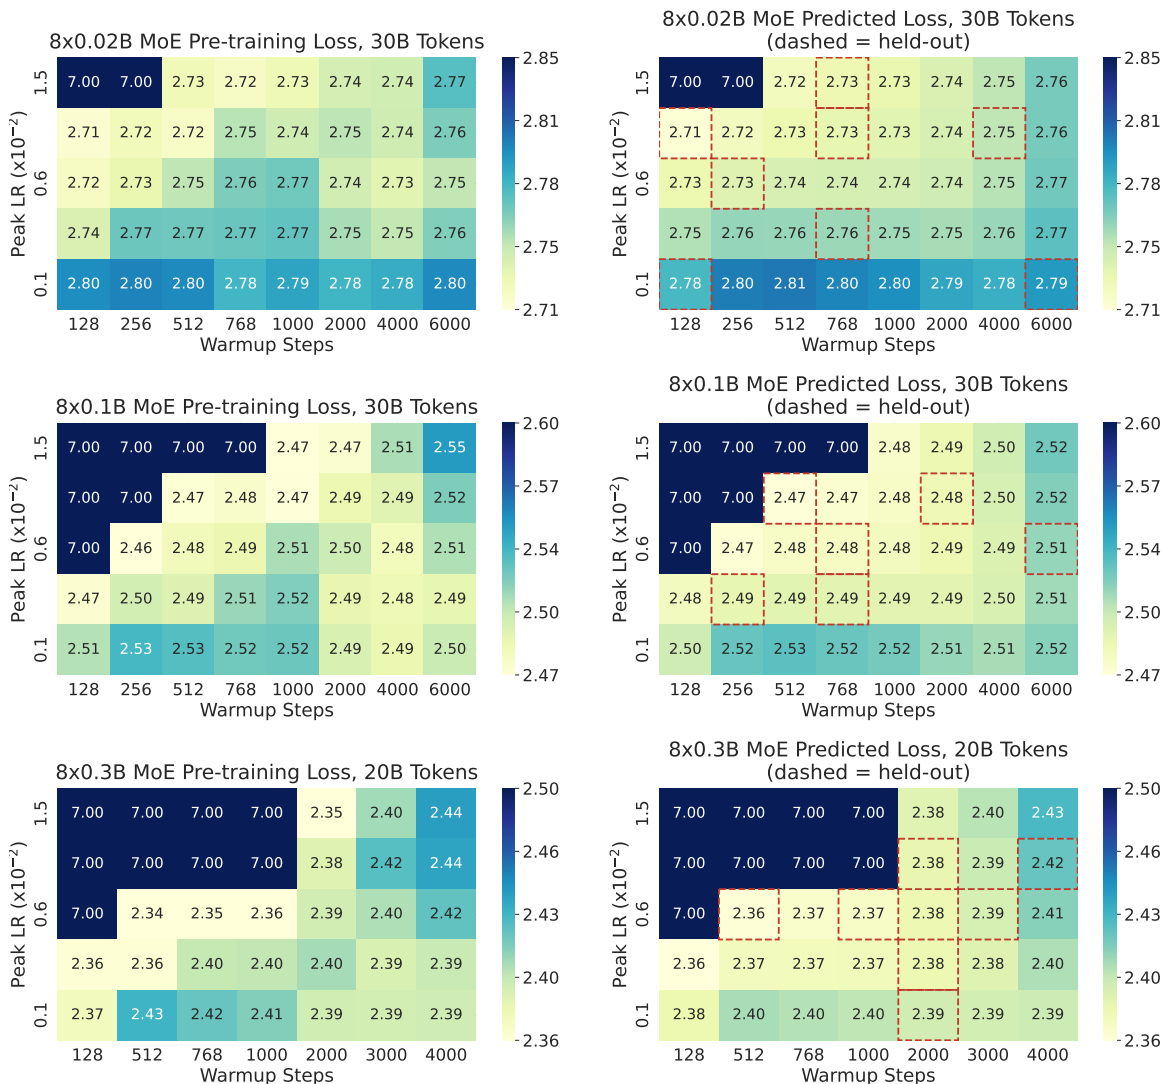 8x0.02B MoE Pre-training Loss, 30B Tokens
Peak LR (x10⁻²)
1.5
0.6
0.1
7.00 7.00 2.73 2.72 2.73 2.74 2.74 2.77
2.71 2.72 2.72 2.75 2.74 2.75 2.74 2.76
2.72 2.73 2.75 2.76 2.77 2.74 2.73 2.75
2.74 2.77 2.77 2.77 2.77 2.75 2.75 2.76
2.80 2.80 2.80 2.78 2.79 2.78 2.78 2.80
128 256 512 768 1000 2000 4000 6000
Warmup Steps
2.85
2.81
2.78
2.75
2.71
8x0.02B MoE Predicted Loss, 30B Tokens
(dashed = held-out)
Peak LR (x10⁻²)
1.5
0.6
0.1
7.00 7.00 2.72 2.73 2.73 2.74 2.75 2.76
2.71 2.72 2.73 2.73 2.73 2.74 2.75 2.76
2.73 2.73 2.74 2.74 2.74 2.74 2.75 2.77
2.75 2.76 2.76 2.76 2.76 2.75 2.76 2.77
2.78 2.80 2.81 2.80 2.80 2.79 2.78 2.79
128 256 512 768 1000 2000 4000 6000
Warmup Steps
2.85
2.81
2.78
2.75
2.71
8x0.1B MoE Pre-training Loss, 30B Tokens
Peak LR (x10⁻²)
1.5
0.6
0.1
7.00 7.00 7.00 7.00 2.47 2.47 2.51 2.55
7.00 7.00 2.47 2.48 2.47 2.49 2.49 2.52
7.00 2.46 2.48 2.49 2.51 2.50 2.48 2.51
2.47 2.50 2.49 2.51 2.52 2.49 2.48 2.49
2.51 2.53 2.53 2.52 2.52 2.49 2.49 2.50
128 256 512 768 1000 2000 4000 6000
Warmup Steps
2.60
2.57
2.54
2.50
2.47
8x0.1B MoE Predicted Loss, 30B Tokens
(dashed = held-out)
Peak LR (x10⁻²)
1.5
0.6
0.1
7.00 7.00 7.00 7.00 2.48 2.49 2.50 2.52
7.00 7.00 2.47 2.47 2.48 2.48 2.50 2.52
7.00 2.47 2.48 2.48 2.48 2.48 2.49 2.51
2.48 2.49 2.49 2.49 2.49 2.49 2.50 2.51
2.50 2.52 2.53 2.52 2.52 2.51 2.51 2.52
128 256 512 768 1000 2000 4000 6000
Warmup Steps
2.60
2.57
2.54
2.50
2.47
8x0.3B MoE Pre-training Loss, 20B Tokens
Peak LR (x10⁻²)
1.5
0.6
0.1
7.00 7.00 7.00 7.00 2.35 2.40 2.44
7.00 7.00 7.00 7.00 2.38 2.42 2.44
7.00 2.34 2.35 2.36 2.39 2.40 2.42
2.36 2.36 2.40 2.40 2.40 2.39 2.39
2.37 2.43 2.42 2.41 2.39 2.39 2.39
128 512 768 1000 2000 3000 4000
Warmup Steps
2.50
2.46
2.43
2.40
2.36
8x0.3B MoE Predicted Loss, 20B Tokens
(dashed = held-out)
Peak LR (x10⁻²)
1.5
0.6
0.1
7.00 7.00 7.00 7.00 2.38 2.40 2.43
7.00 7.00 7.00 7.00 2.38 2.39 2.42
7.00 2.36 2.37 2.37 2.38 2.39 2.41
2.36 2.37 2.37 2.37 2.38 2.38 2.40
2.38 2.40 2.40 2.40 2.39 2.39 2.39
128 512 768 1000 2000 3000 4000
Warmup Steps
2.50
2.46
2.43
2.40
2.36